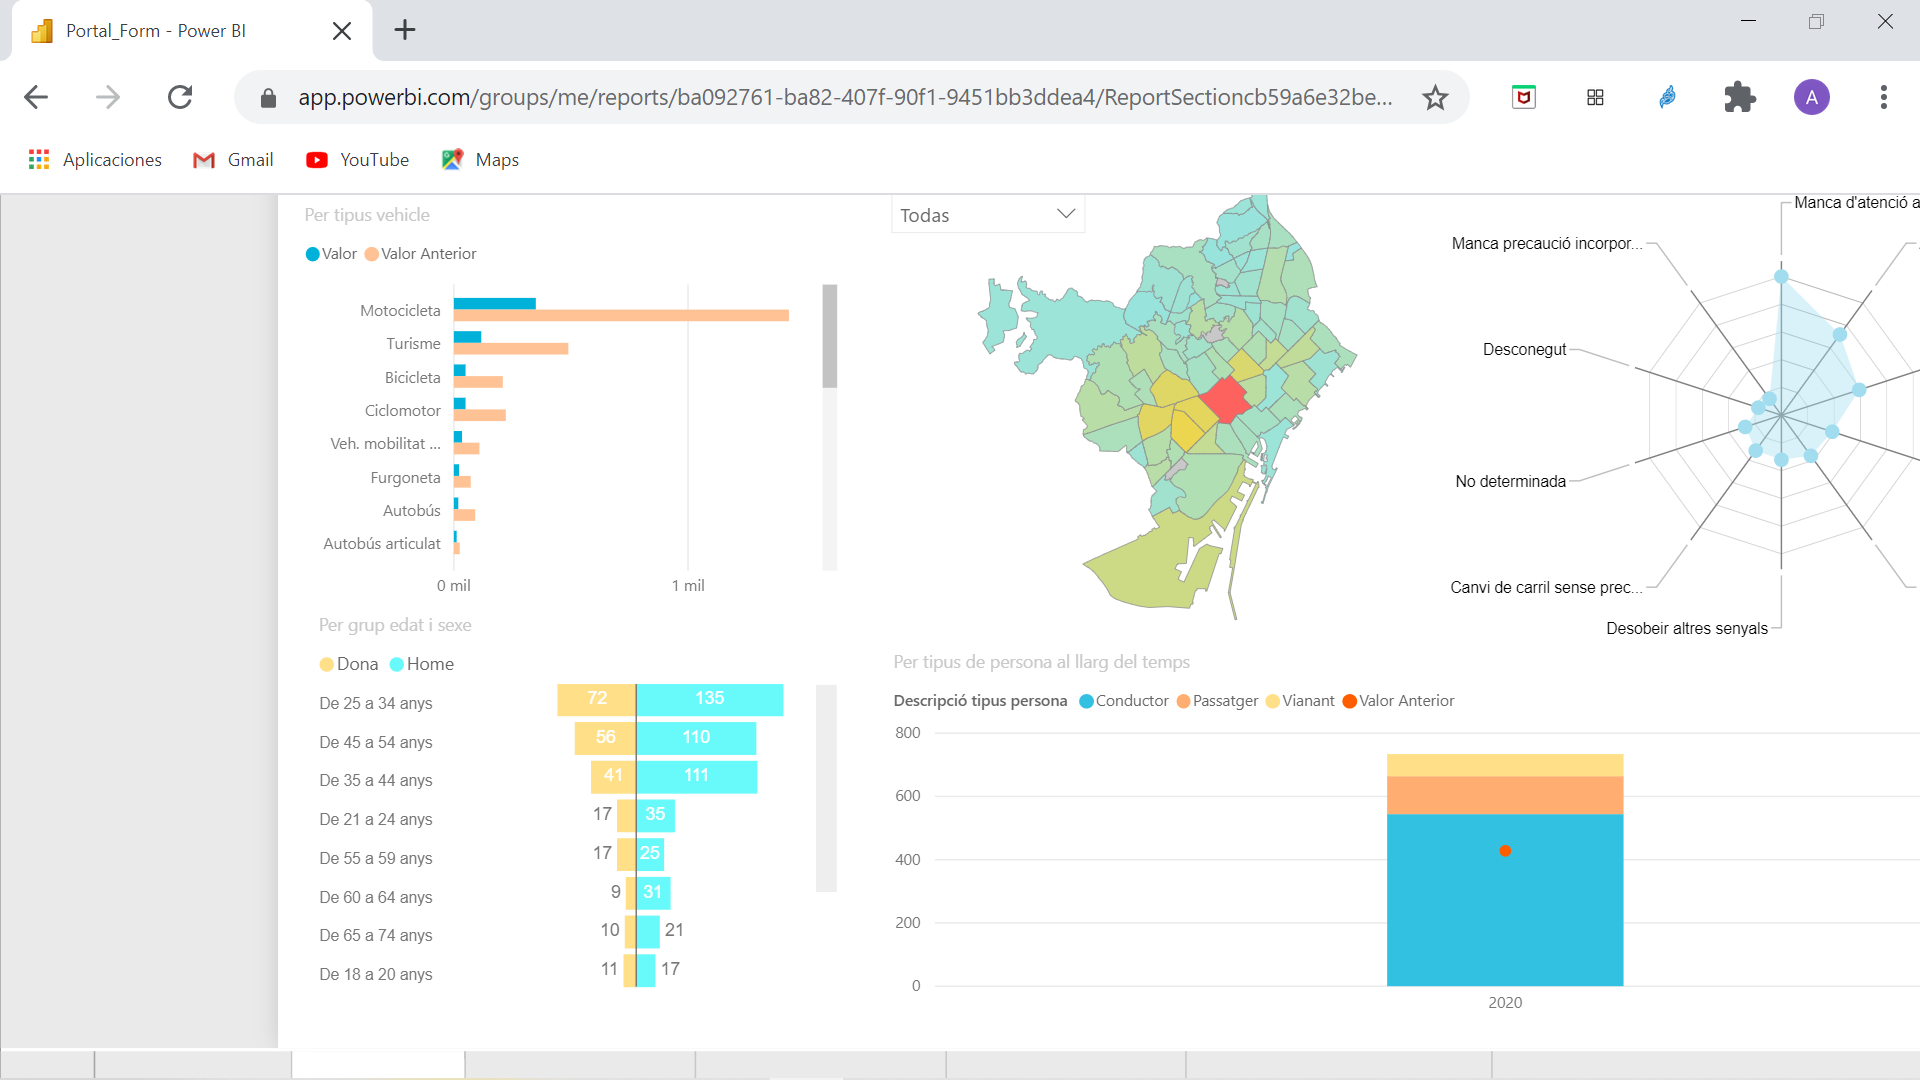 Portal_Form - Power BI
app.powerbi.com/groups/me/reports/ba092761-ba82-407f-90f1-9451bb3ddea4/ReportSectioncb59a6e32be...
A
Aplicaciones
Gmail
YouTube
Maps
Per tipus vehicle
Valor
Valor Anterior
Motocicleta
Turisme
Bicicleta
Ciclomotor
Veh. mobilitat ...
Furgoneta
Autobús
Autobús articulat
0 mil
1 mil
Todas
Manca d'atenció a
Manca precaució incorpor...
Desconegut
No determinada
Canvi de carril sense prec...
Desobeir altres senyals
Per grup edat i sexe
Dona
Home
De 25 a 34 anys 72 135
De 45 a 54 anys 56 110
De 35 a 44 anys 41 111
De 21 a 24 anys 17 35
De 55 a 59 anys 17 25
De 60 a 64 anys 9 31
De 65 a 74 anys 10 21
De 18 a 20 anys 11 17
Per tipus de persona al llarg del temps
Descripció tipus persona Conductor Passatger Vianant Valor Anterior
800
600
400
200
0
2020